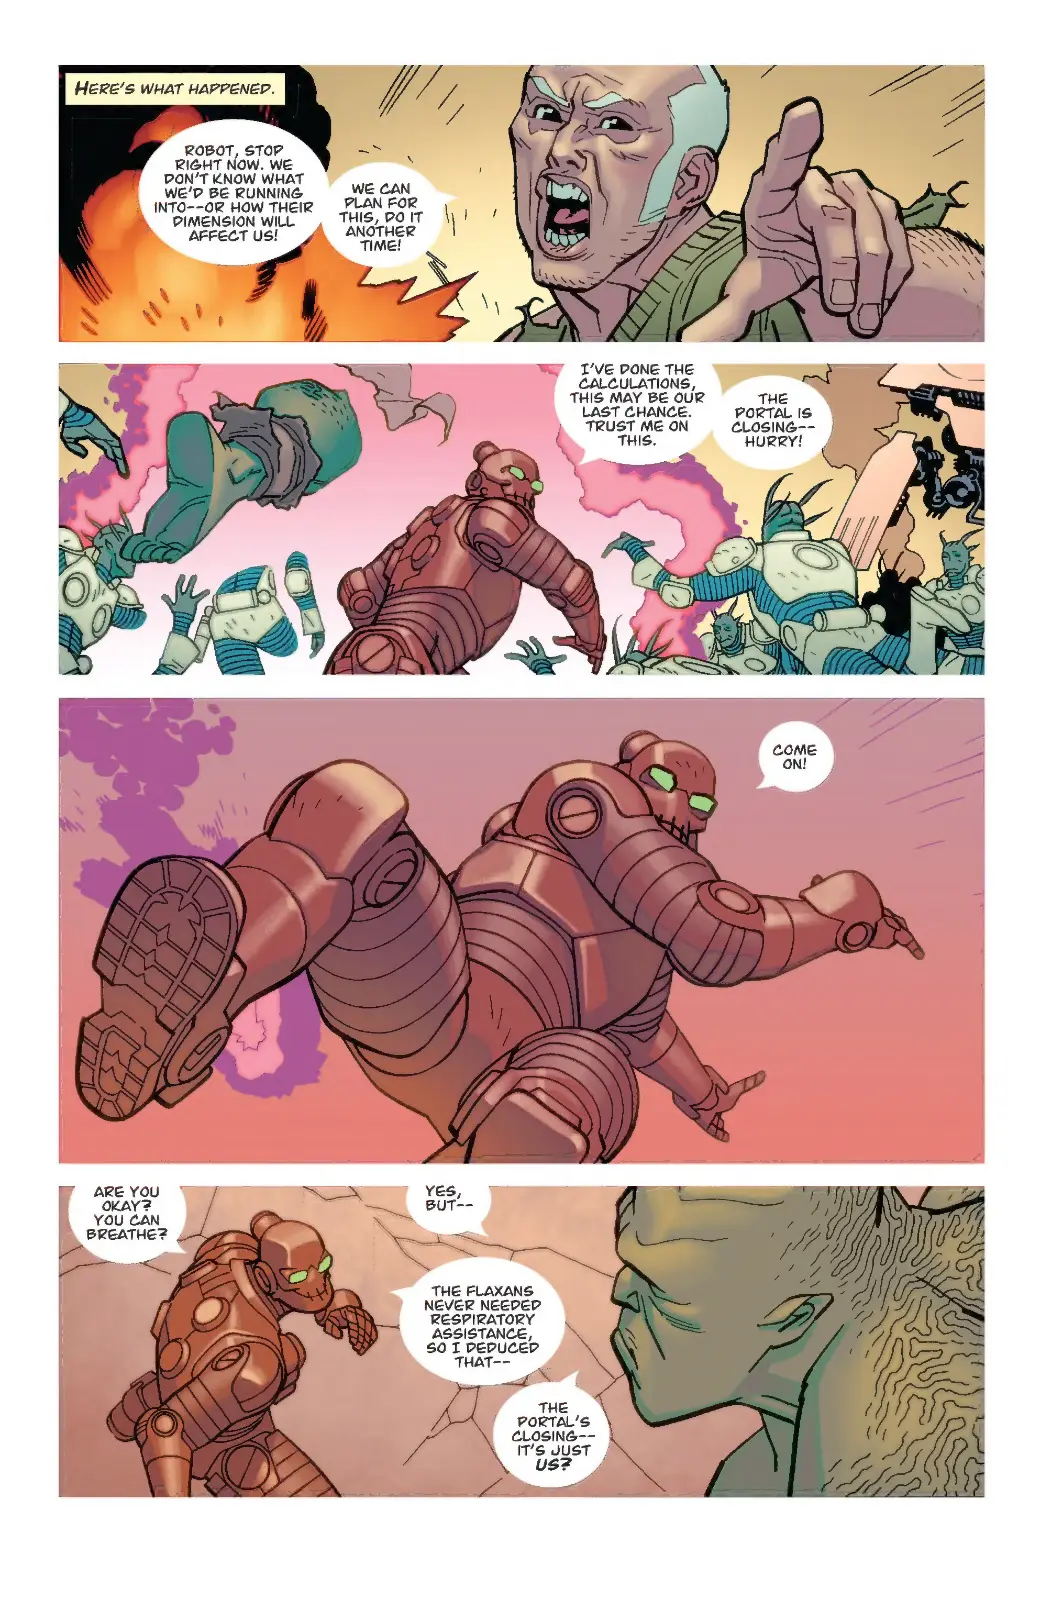 HERE'S WHAT HAPPENED.
ROBOT, STOP
RIGHT NOW. WE
DON'T KNOW WHAT
WE'D BE RUNNING
INTO--OR HOW THEIR
DIMENSION WILL
AFFECT US!
WE CAN
PLAN FOR
THIS, DO IT
ANOTHER
TIME!
I'VE DONE THE
CALCULATIONS,
THIS MAY BE OUR
LAST CHANCE.
TRUST ME ON
THIS.
THE
PORTAL IS
CLOSING--
HURRY!
COME
ON!
ARE YOU
OKAY?
YOU CAN
BREATHE?
YES,
BUT--
THE FLAXANS
NEVER NEEDED
RESPIRATORY
ASSISTANCE,
SO I DEDUCED
THAT--
THE
PORTAL'S
CLOSING--
IT'S JUST
US?